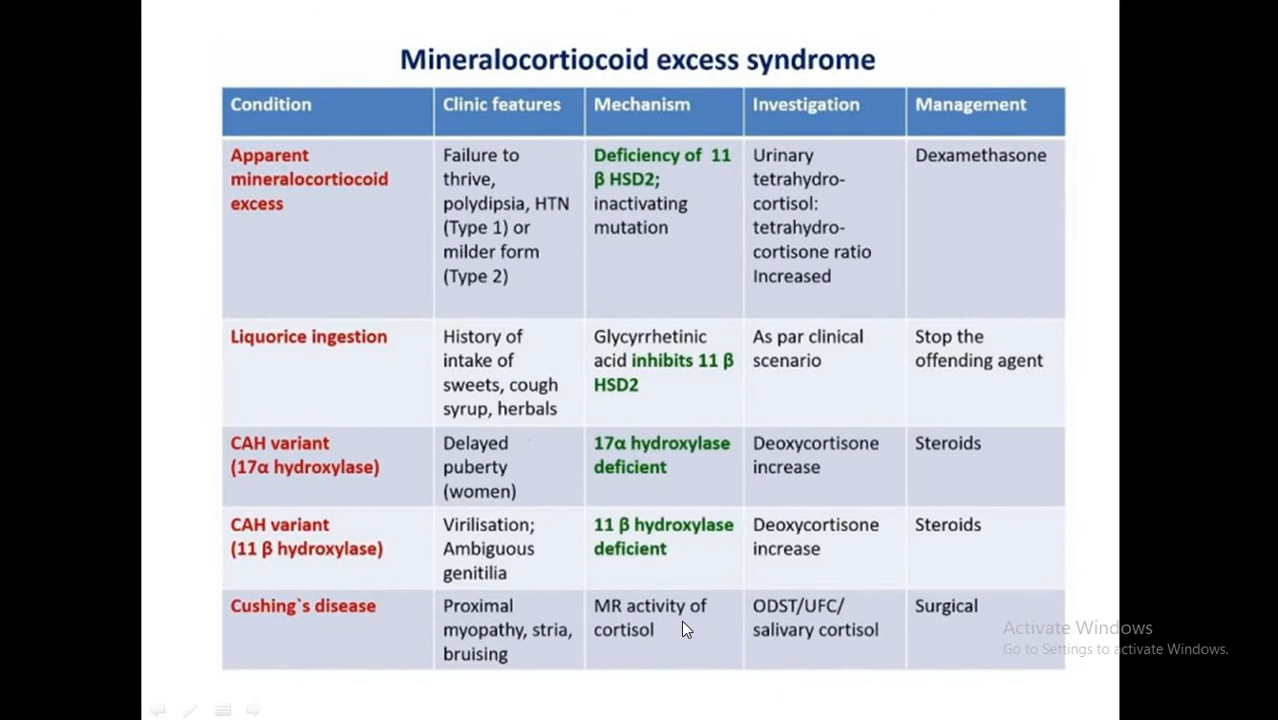 Mineralocortiocoid excess syndrome
Condition
Clinic features
Mechanism
Investigation
Management
Apparent
mineralocortiocoid
excess
Failure to
thrive,
polydipsia, HTN
(Type 1) or
milder form
(Type 2)
Deficiency of 11
β HSD2;
inactivating
mutation
Urinary
tetrahydro-
cortisol:
tetrahydro-
cortisone ratio
Increased
Dexamethasone
Liquorice ingestion
History of
intake of
sweets, cough
syrup, herbals
Glycyrrhetinic
acid inhibits 11 β
HSD2
As par clinical
scenario
Stop the
offending agent
CAH variant
(17α hydroxylase)
Delayed
puberty
(women)
17α hydroxylase
deficient
Deoxycortisone
increase
Steroids
CAH variant
(11 β hydroxylase)
Virilisation;
Ambiguous
genitilia
11 β hydroxylase
deficient
Deoxycortisone
increase
Steroids
Cushing`s disease
Proximal
myopathy, stria,
bruising
MR activity of
cortisol
ODST/UFC/
salivary cortisol
Surgical
Activate Windows
Go to Settings to activate Windows.